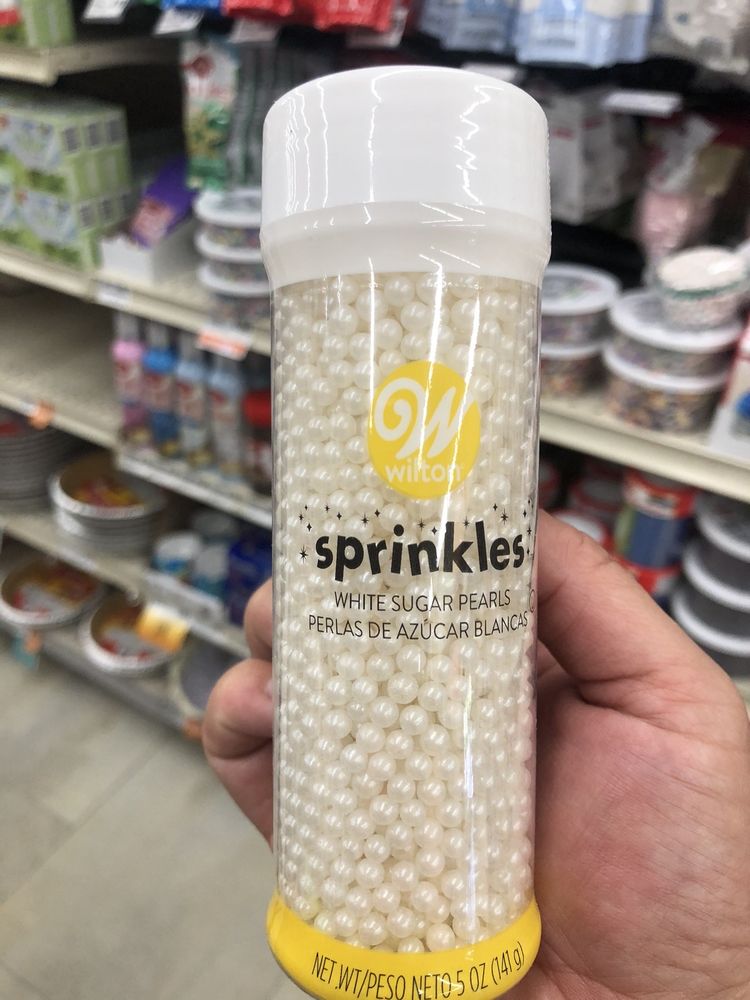 W
wilton
sprinkles
WHITE SUGAR PEARLS
PERLAS DE AZÚCAR BLANCAS
NET.WT/PESO NETO 5 OZ (141 g)